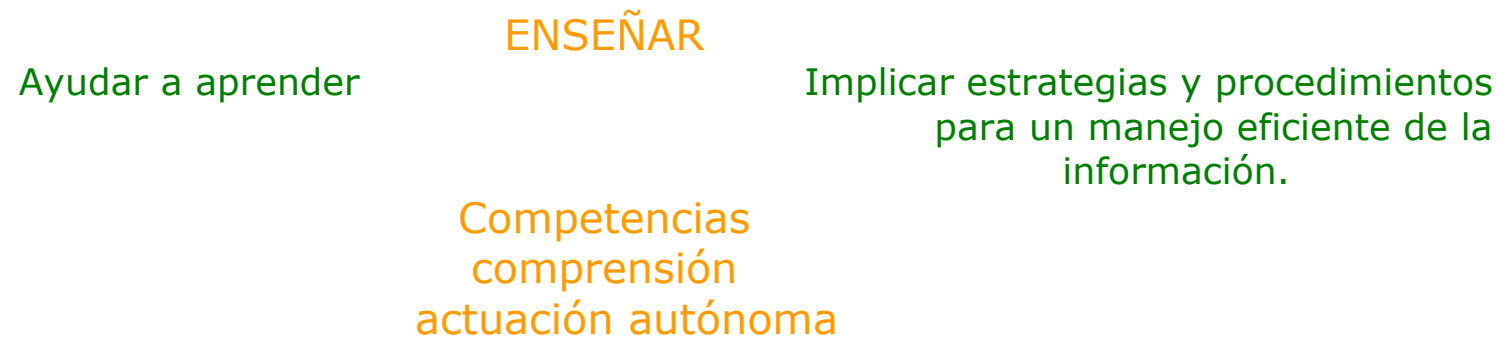 ENSEÑAR
Ayudar a aprender
Implicar estrategias y procedimientos
para un manejo eficiente de la
información.
Competencias
comprensión
actuación autónoma